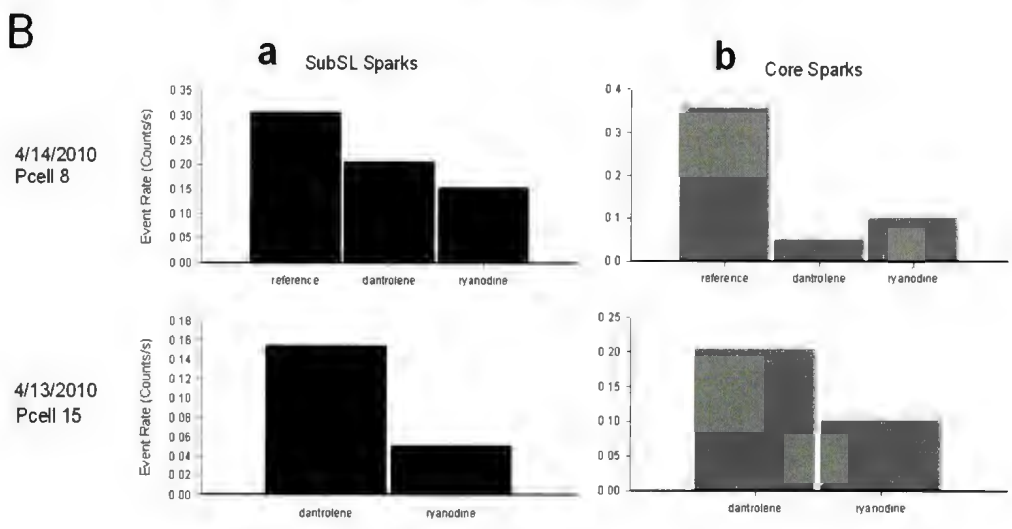 B
a SubSL Sparks
b Core Sparks
4/14/2010
Pcell 8
Event Rate (Counts/s)
0 35
0 30
0 25
0 20
0 15
0 10
0 05
0 00
reference dantrolene ryanodine
0 4
0 3
0 2
0 1
0 0
reference dantrolene ryanodine
4/13/2010
Pcell 15
Event Rate (Counts/s)
0 18
0 16
0 14
0 12
0 10
0 08
0 06
0 04
0 02
0 00
dantrolene ryanodine
0 25
0 20
0 15
0 10
0 05
0 00
dantrolene ryanodine